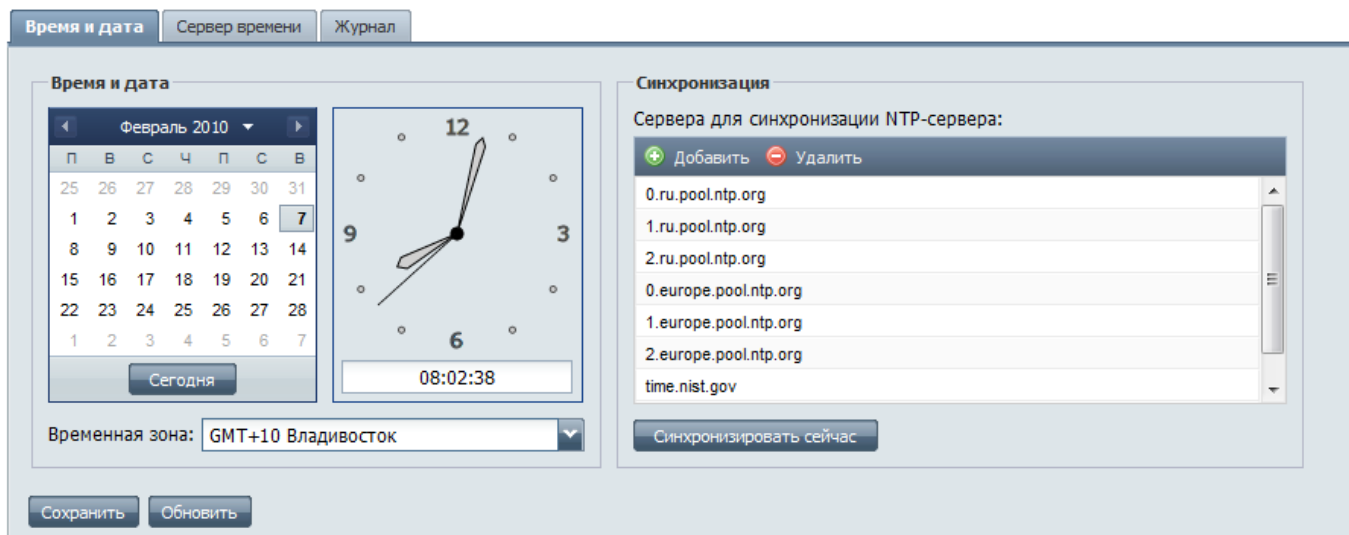 Время и дата Сервер времени Журнал
Время и дата
Февраль 2010
П В С Ч П С В
25 26 27 28 29 30 31
1 2 3 4 5 6 7
8 9 10 11 12 13 14
15 16 17 18 19 20 21
22 23 24 25 26 27 28
1 2 3 4 5 6 7
Сегодня
12
9 3
6
08:02:38
Временная зона: GMT+10 Владивосток
Синхронизация
Сервера для синхронизации NTP-сервера:
Добавить Удалить
0.ru.pool.ntp.org
1.ru.pool.ntp.org
2.ru.pool.ntp.org
0.europe.pool.ntp.org
1.europe.pool.ntp.org
2.europe.pool.ntp.org
time.nist.gov
Синхронизировать сейчас
Сохранить Обновить